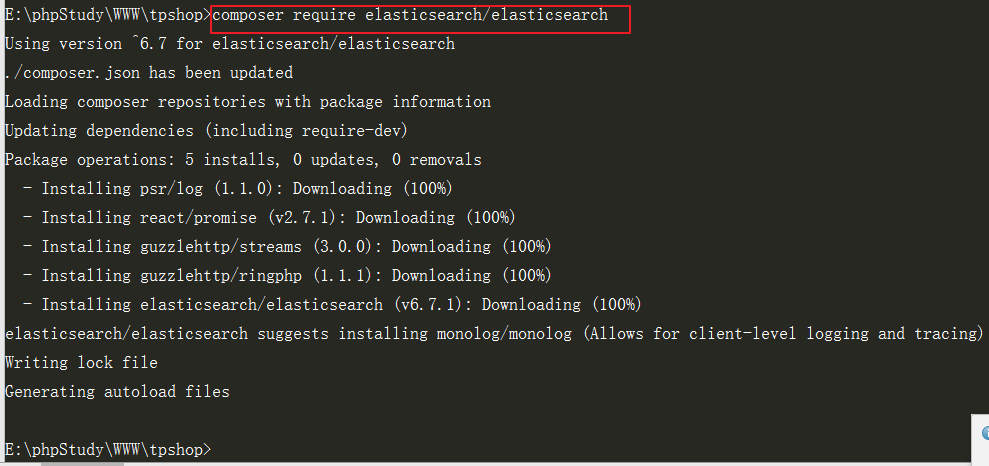 E:\phpStudy\WWW\tpshop>composer require elasticsearch/elasticsearch
Using version ^6.7 for elasticsearch/elasticsearch
./composer.json has been updated
Loading composer repositories with package information
Updating dependencies (including require-dev)
Package operations: 5 installs, 0 updates, 0 removals
  - Installing psr/log (1.1.0): Downloading (100%)
  - Installing react/promise (v2.7.1): Downloading (100%)
  - Installing guzzlehttp/streams (3.0.0): Downloading (100%)
  - Installing guzzlehttp/ringphp (1.1.1): Downloading (100%)
  - Installing elasticsearch/elasticsearch (v6.7.1): Downloading (100%)
elasticsearch/elasticsearch suggests installing monolog/monolog (Allows for client-level logging and tracing)
Writing lock file
Generating autoload files
E:\phpStudy\WWW\tpshop>